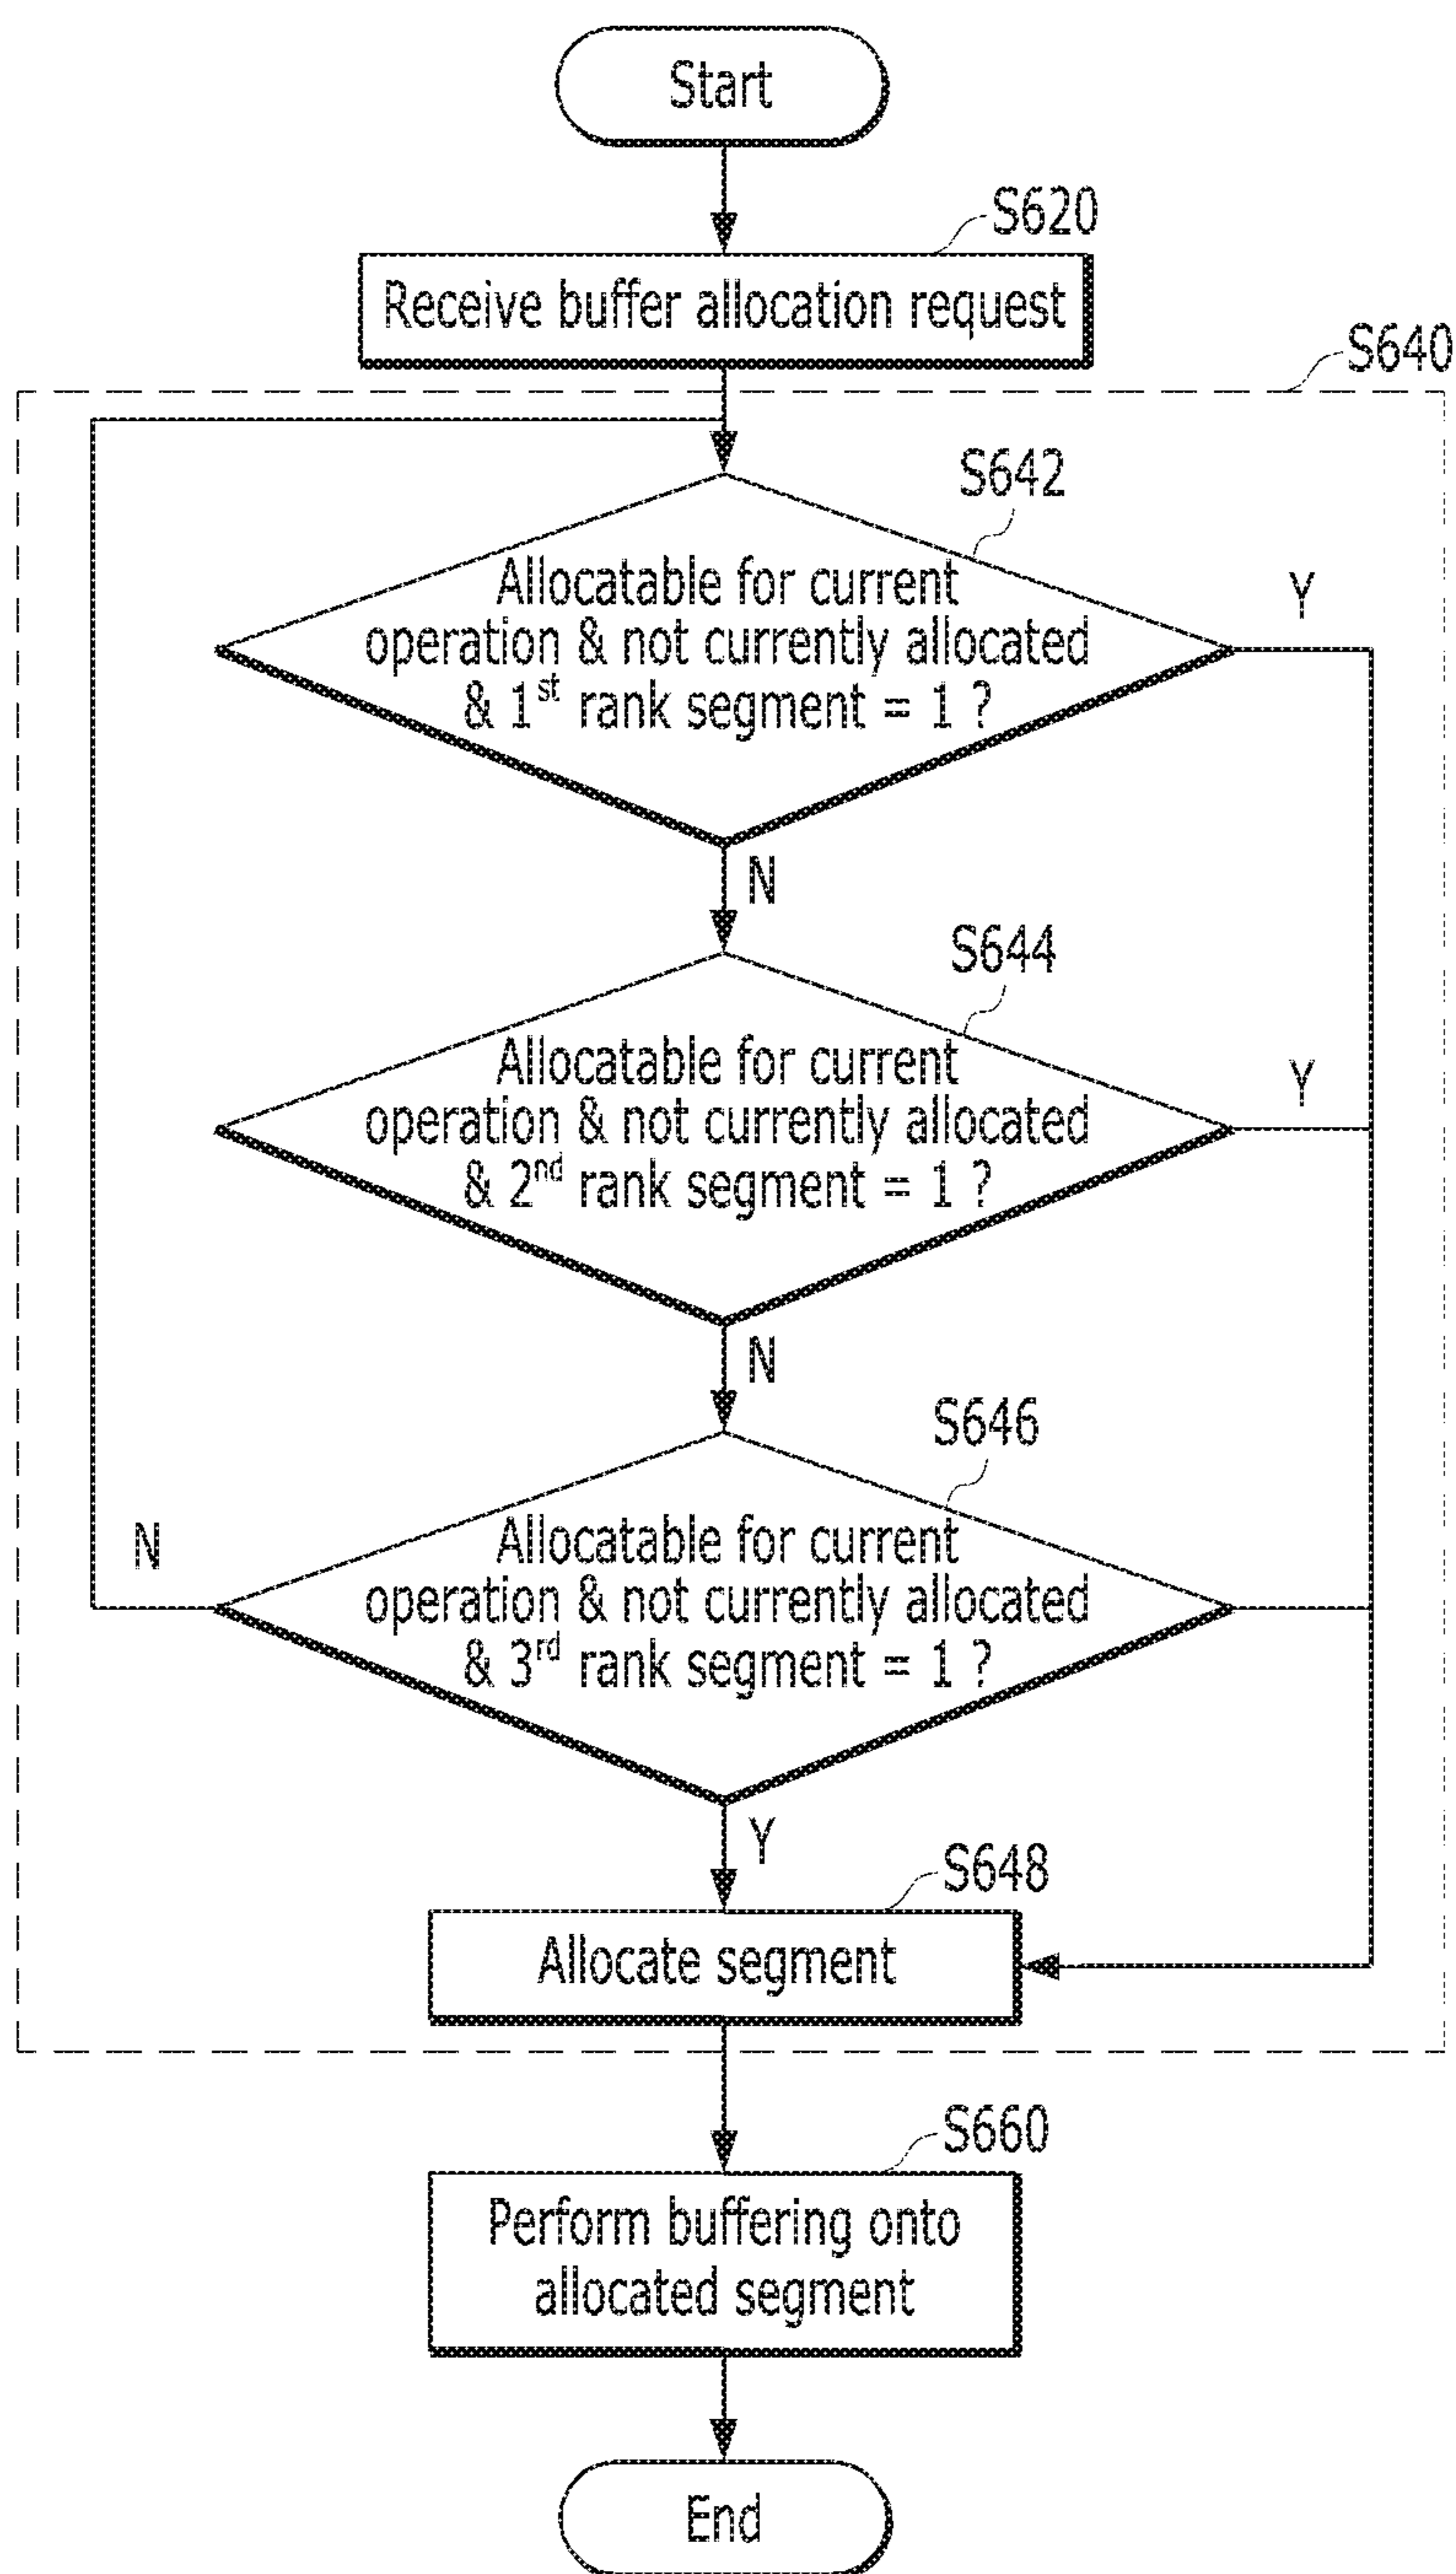 Start
S620
Receive buffer allocation request
S640
S642
Allocatable for current
operation & not currently allocated
& 1st rank segment = 1 ?
Y
N
S644
Allocatable for current
operation & not currently allocated
& 2nd rank segment = 1 ?
Y
N
S646
Allocatable for current
operation & not currently allocated
& 3rd rank segment = 1 ?
N
Y
S648
Allocate segment
S660
Perform buffering onto
allocated segment
End